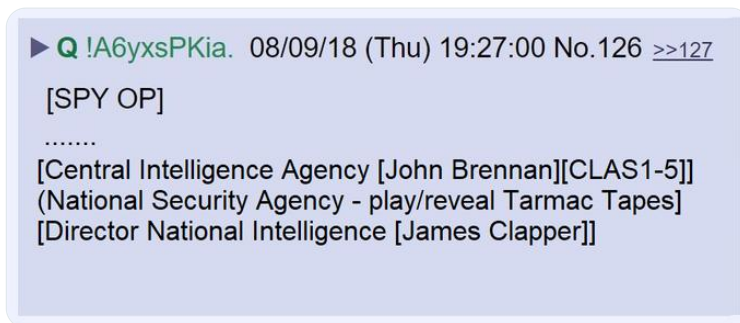 ▶ Q !A6yxsPKia. 08/09/18 (Thu) 19:27:00 No.126 >>127
[SPY OP]
.......
[Central Intelligence Agency [John Brennan][CLAS1-5]]
(National Security Agency - play/reveal Tarmac Tapes]
[Director National Intelligence [James Clapper]]